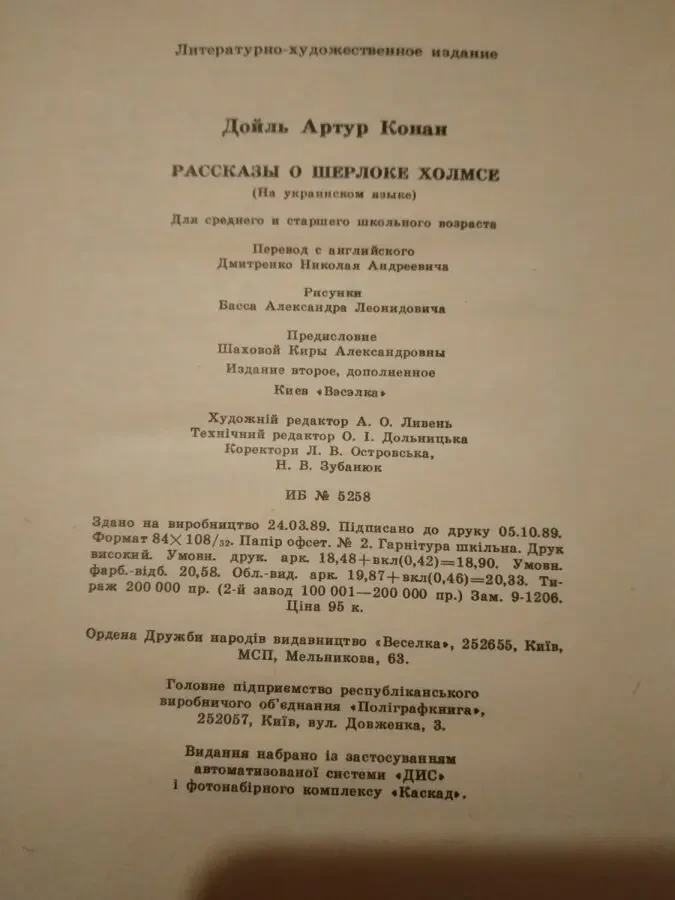 Литературно-художественное издание
Дойль Артур Конан
РАССКАЗЫ О ШЕРЛОКЕ ХОЛМСЕ
(На украинском языке)
Для среднего и старшего школьного возраста
Перевод с английского
Дмитренко Николая Андреевича
Рисунки
Басса Александра Леонидовича
Предисловие
Шаховой Киры Александровны
Издание второе, дополненное
Киев «Вэсэлка»
Художній редактор А. О. Ливень
Технічний редактор О. І. Дольницька
Коректори Л. В. Островська,
Н. В. Зубанюк
ИБ № 5258
Здано на виробництво 24.03.89. Підписано до друку 05.10.89.
Формат 84×108/32. Папір офсет. № 2. Гарнітура шкільна. Друк
високий. Умовн. друк. арк. 18,48+вкл(0,42)=18,90. Умовн.
фарб.-відб. 20,58. Обл.-вид. арк. 19,87+вкл(0,46)=20,33. Ти-
раж 200 000 пр. (2-й завод 100 001—200 000 пр.) Зам. 9-1206.
Ціна 95 к.
Ордена Дружби народів видавництво «Веселка», 252655, Київ,
МСП, Мельникова, 63.
Головне підприємство республіканського
виробничого об'єднання «Поліграфкнига»,
252057, Київ, вул. Довженка, 3.
Видання набрано із застосуванням
автоматизованої системи «ДИС»
і фотонабірного комплексу «Каскад».